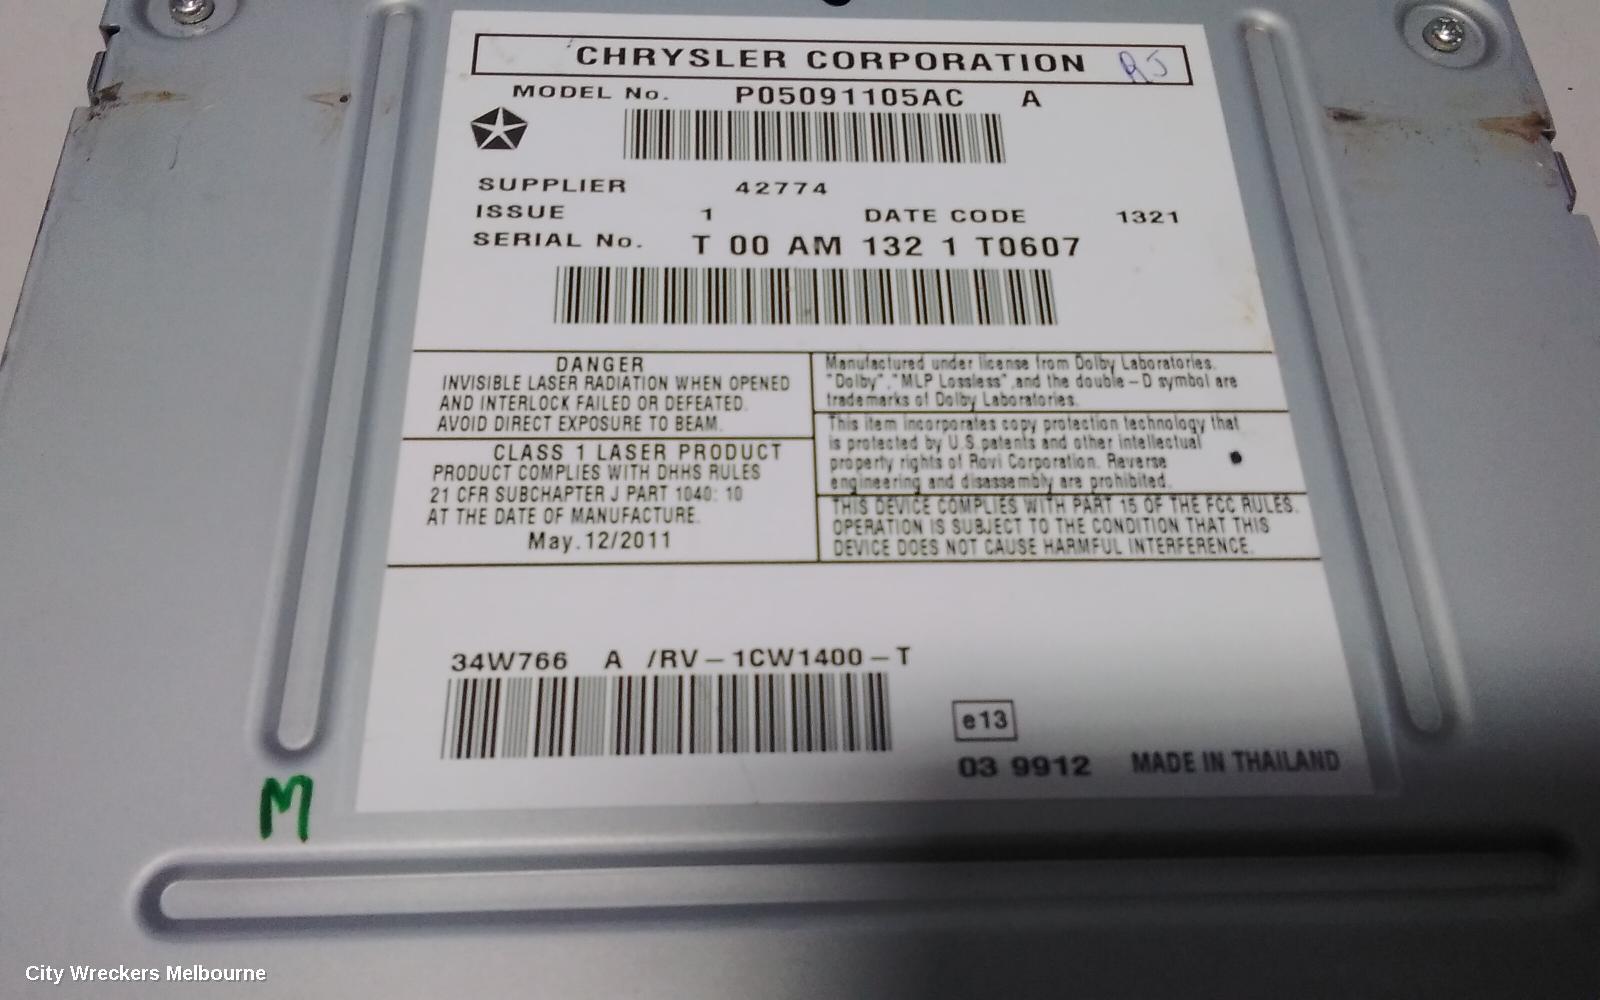 CHRYSLER CORPORATION RJ
MODEL No. P05091105AC A
SUPPLIER 42774
ISSUE 1 DATE CODE 1321
SERIAL No. T 00 AM 132 1 T0607
DANGER
INVISIBLE LASER RADIATION WHEN OPENED
AND INTERLOCK FAILED OR DEFEATED.
AVOID DIRECT EXPOSURE TO BEAM.
CLASS 1 LASER PRODUCT
PRODUCT COMPLIES WITH DHHS RULES
21 CFR SUBCHAPTER J PART 1040: 10
AT THE DATE OF MANUFACTURE.
May.12/2011
Manufactured under license from Dolby Laboratories.
"Dolby","MLP Lossless",and the double-D symbol are
trademarks of Dolby Laboratories.
This item incorporates copy protection technology that
is protected by U.S.patents and other intellectual
property rights of Rovi Corporation. Reverse
engineering and disassembly are prohibited.
THIS DEVICE COMPLIES WITH PART 15 OF THE FCC RULES.
OPERATION IS SUBJECT TO THE CONDITION THAT THIS
DEVICE DOES NOT CAUSE HARMFUL INTERFERENCE.
34W766 A /RV-1CW1400-T
e13
03 9912 MADE IN THAILAND
M
City Wreckers Melbourne